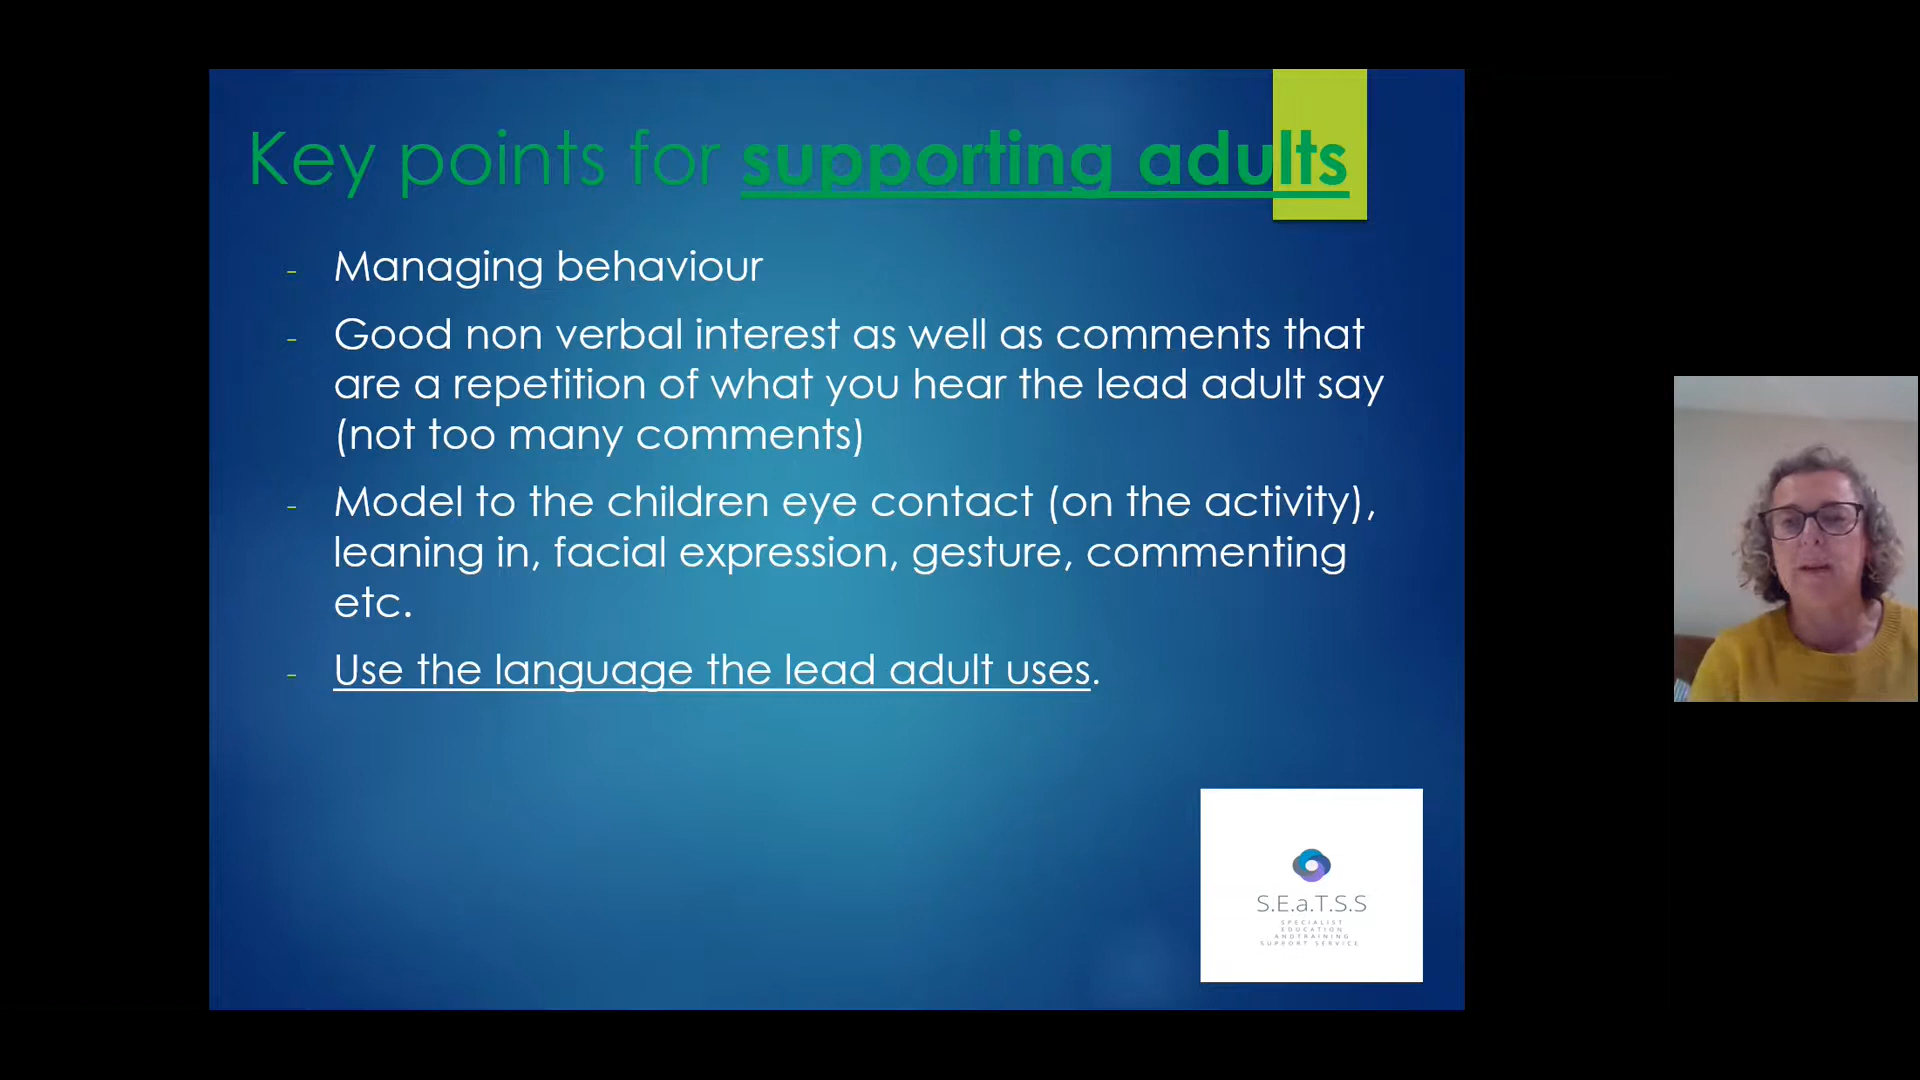 Key points for supporting adults
- Managing behaviour
- Good non verbal interest as well as comments that
are a repetition of what you hear the lead adult say
(not too many comments)
- Model to the children eye contact (on the activity),
leaning in, facial expression, gesture, commenting
etc.
- Use the language the lead adult uses.
S.E.a.T.S.S
SPECIALIST
EDUCATION
ANDTRAINING
SUPPORT SERVICE